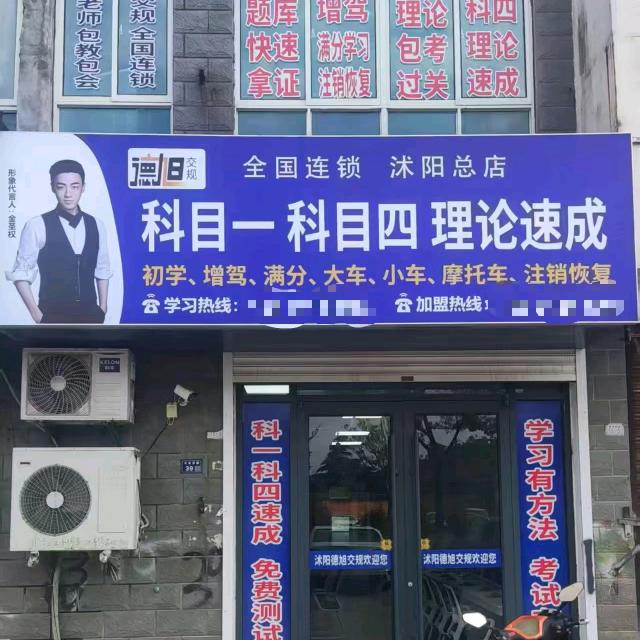 老师包教包会
交规 全国连锁
题库
快速
拿证
增驾
满分学习
注销恢复
理论
包考
过关
科四
理论
速成
形象代言人：金圣权
德旭
交规
全国连锁 沭阳总店
科目一 科目四 理论速成
初学、增驾、满分、大车、小车、摩托车、注销恢复
学习热线：
加盟热线：
KELON
科一科四速成 免费测试
学习有方法 考试
39
沭阳德旭交规欢迎您
沭阳德旭交规欢迎您